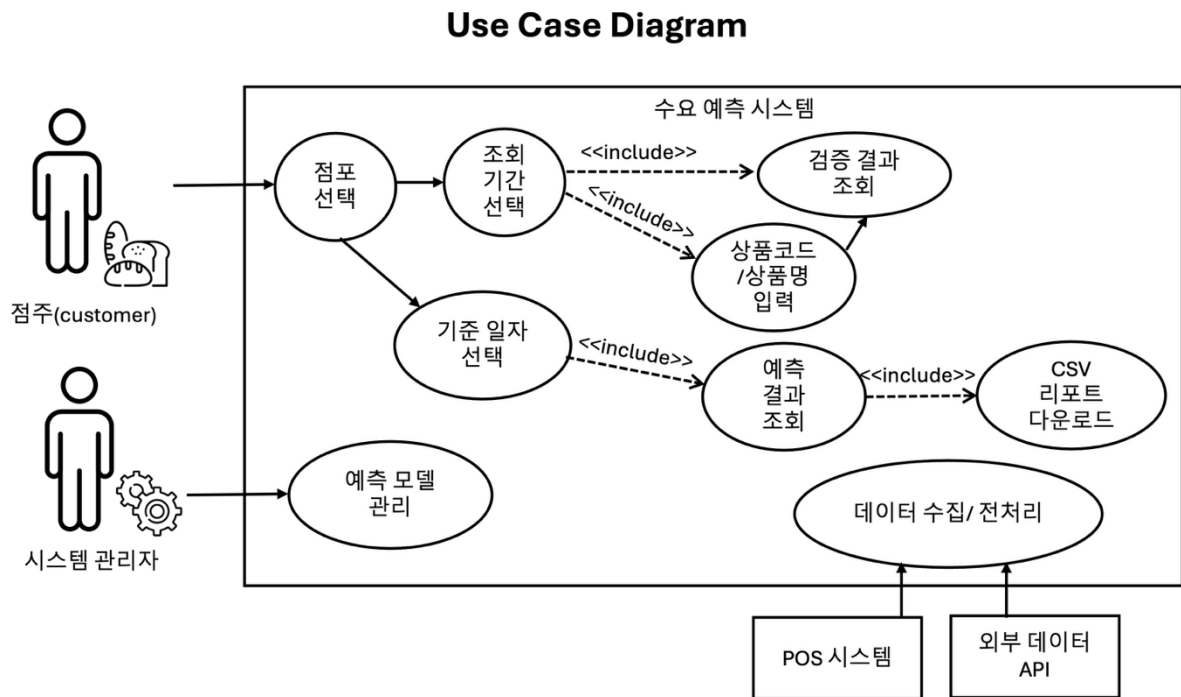 Use Case Diagram
수요 예측 시스템
점포
선택
조회
기간
선택
<<include>>
검증 결과
조회
<<include>>
상품코드
/상품명
입력
점주(customer)
기준 일자
선택
<<include>>
예측
결과
조회
<<include>>
CSV
리포트
다운로드
예측 모델
관리
시스템 관리자
데이터 수집/ 전처리
POS 시스템
외부 데이터
API